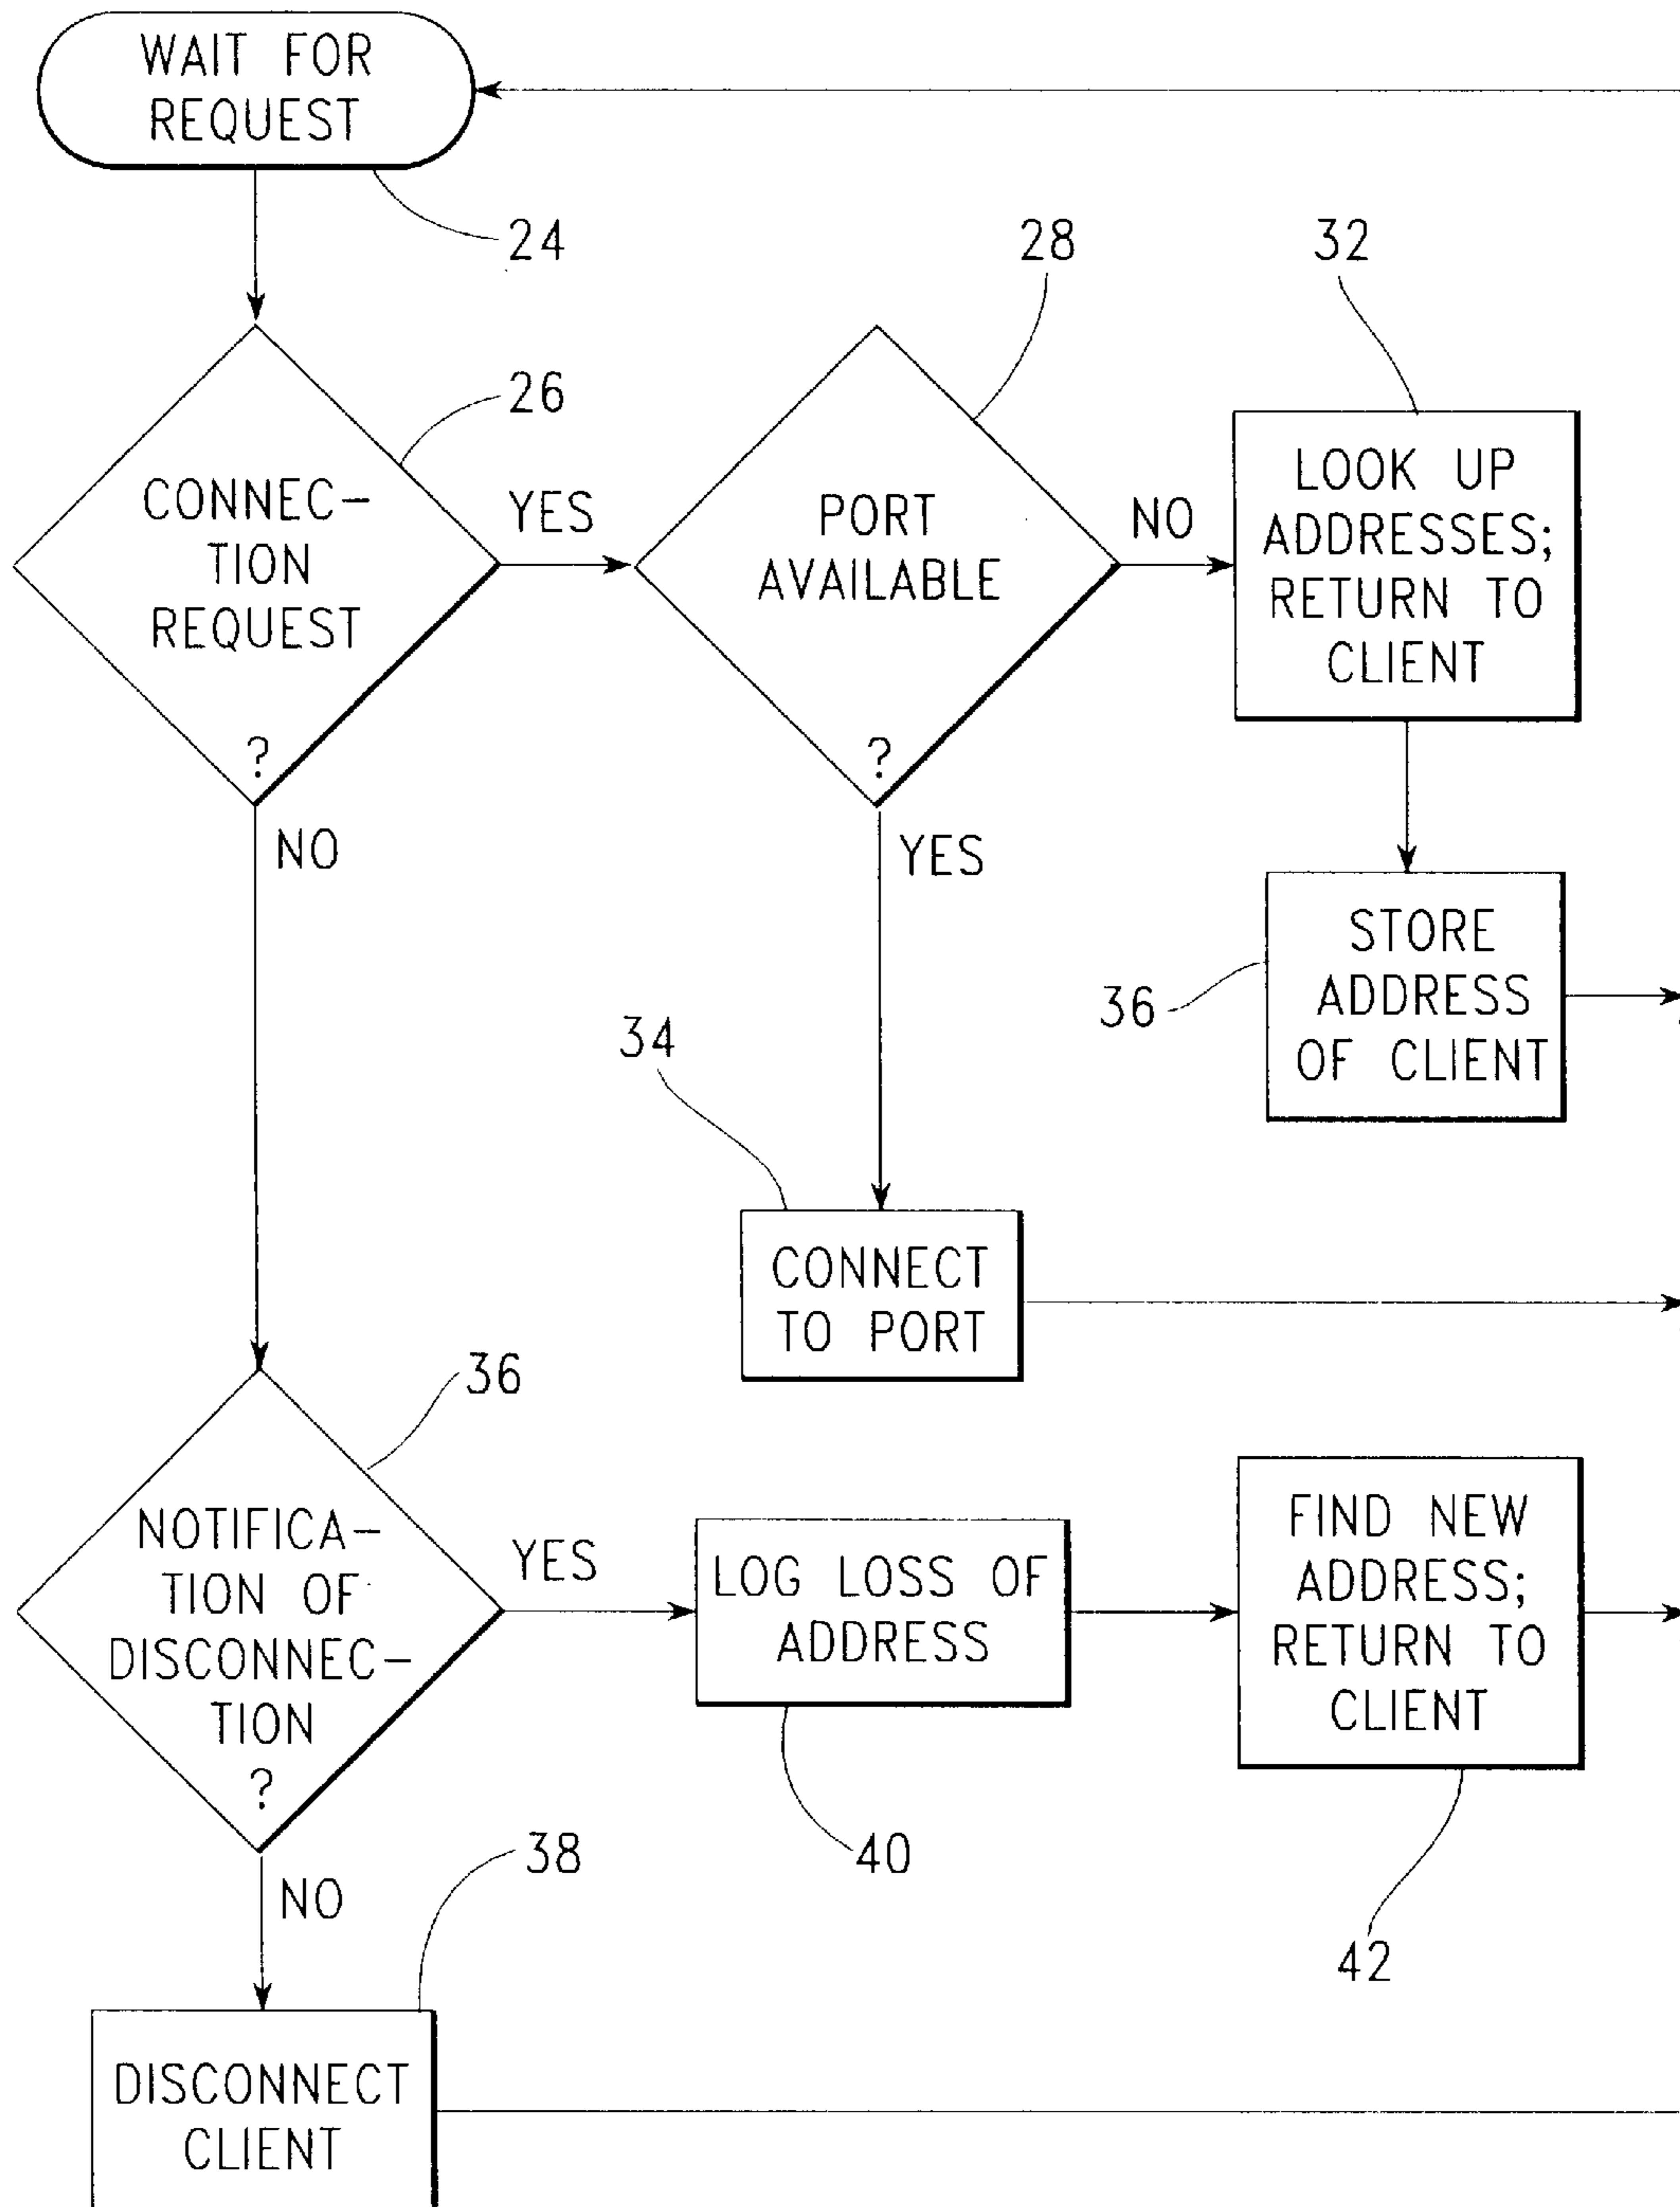 WAIT FOR
REQUEST
24
28
32
26
CONNEC-
TION
REQUEST
?
YES
PORT
AVAILABLE
?
NO
LOOK UP
ADDRESSES;
RETURN TO
CLIENT
NO
YES
STORE
ADDRESS
OF CLIENT
36
34
CONNECT
TO PORT
36
NOTIFICA-
TION OF
DISCONNEC-
TION
?
YES
LOG LOSS OF
ADDRESS
FIND NEW
ADDRESS;
RETURN TO
CLIENT
40
38
NO
42
DISCONNECT
CLIENT